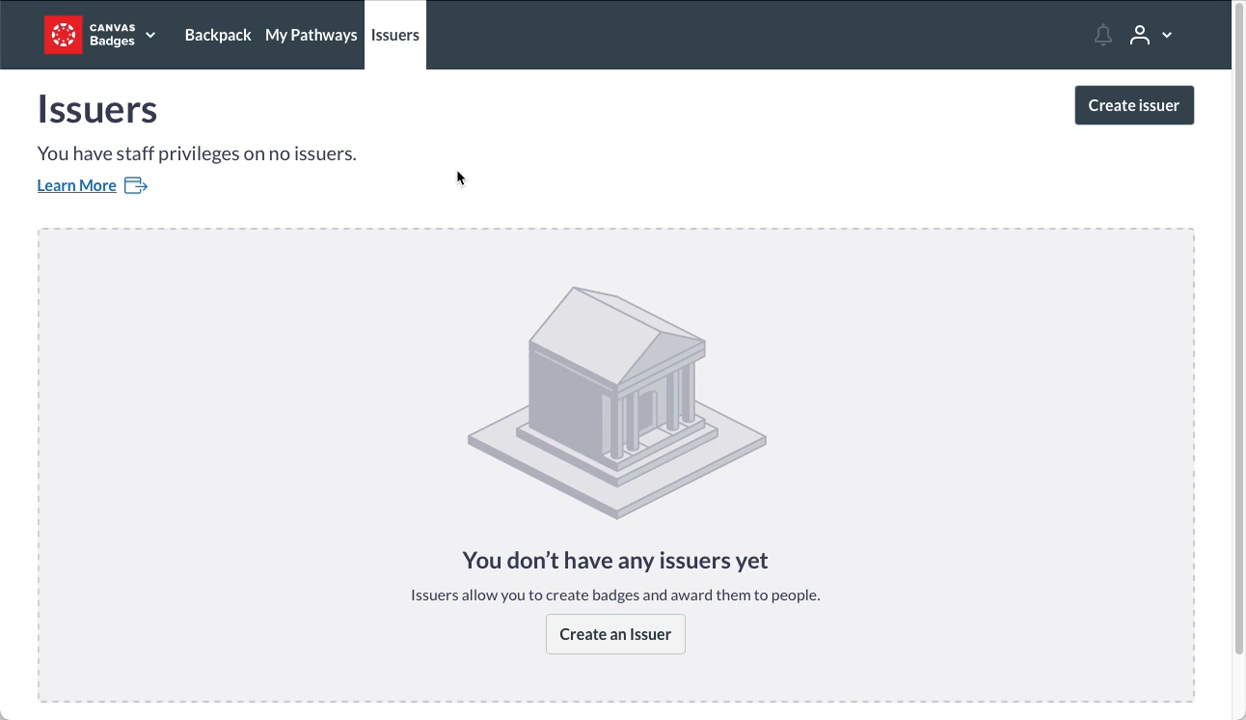 CANVAS
Badges
Backpack My Pathways Issuers
Issuers
Create issuer
You have staff privileges on no issuers.
Learn More
You don’t have any issuers yet
Issuers allow you to create badges and award them to people.
Create an Issuer